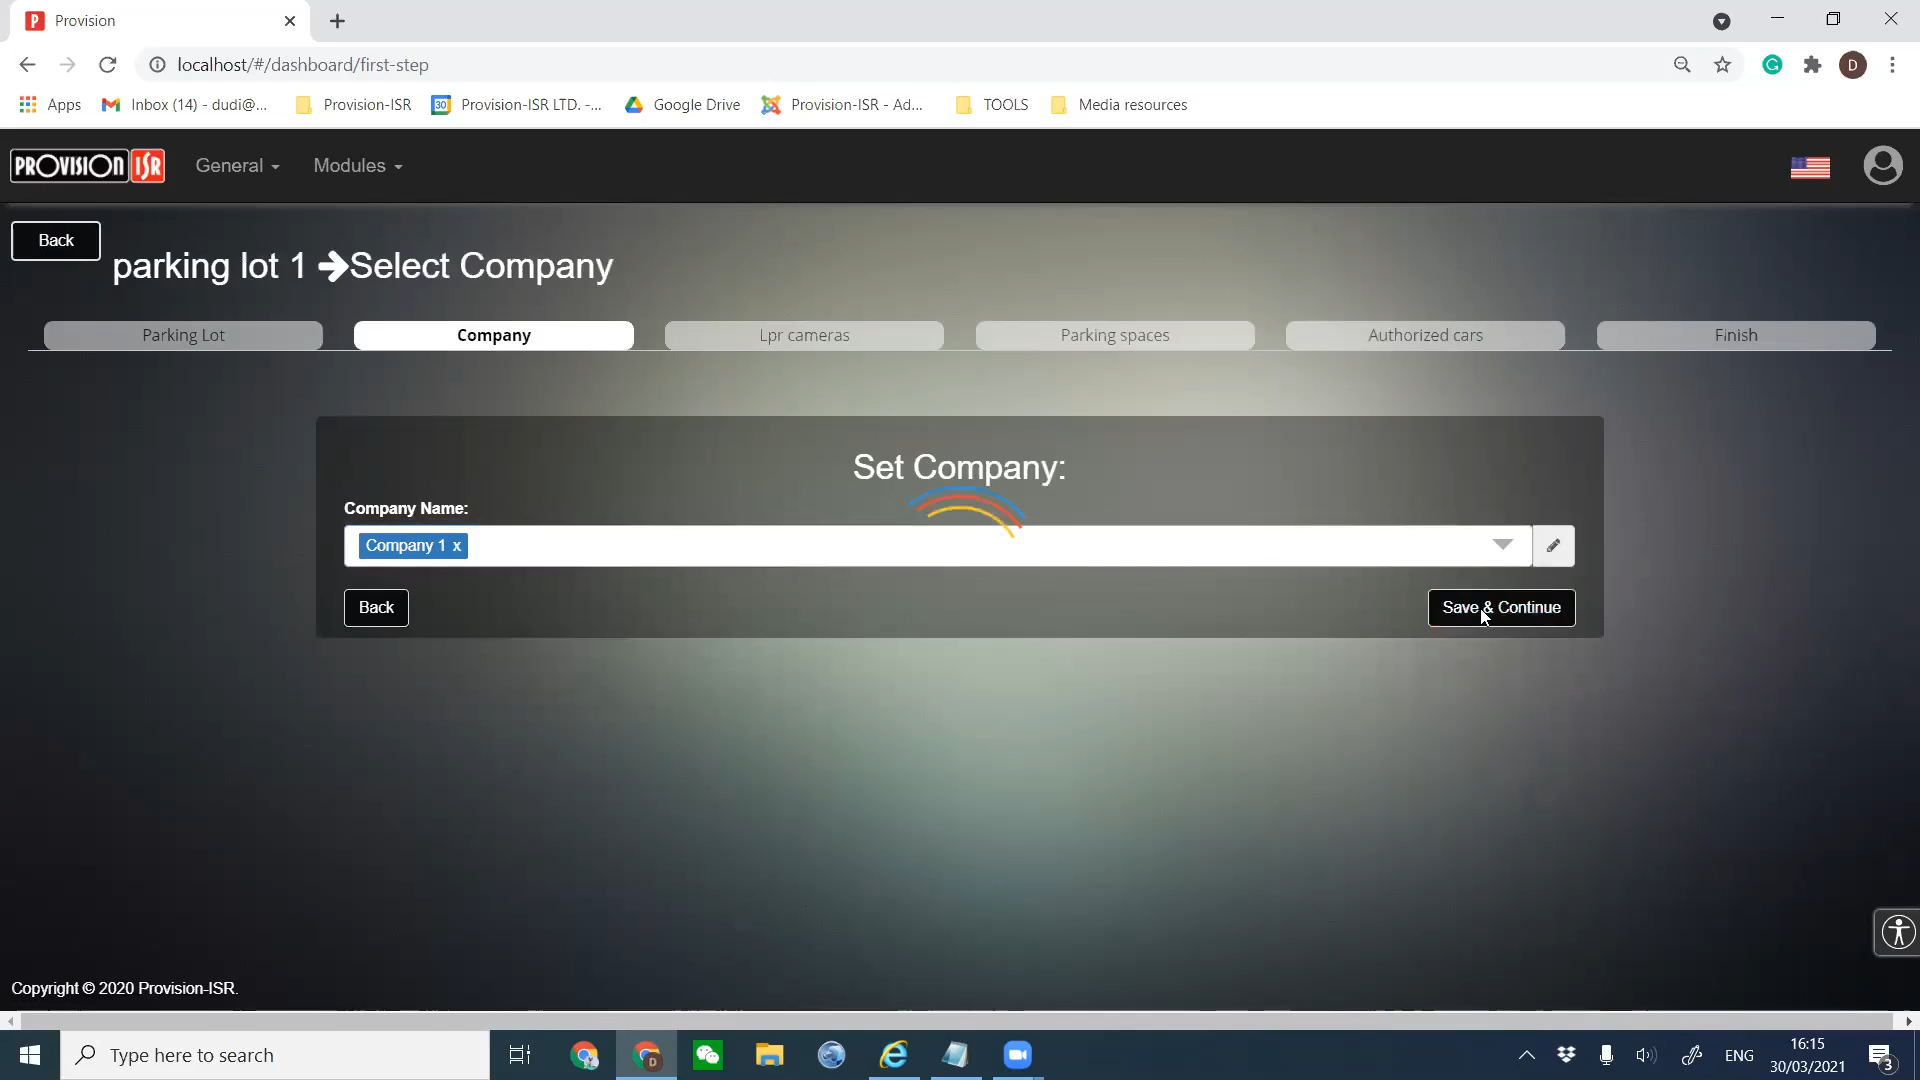 Provision
localhost/#/dashboard/first-step
D
Apps
Inbox (14) - dudi@...
Provision-ISR
30
Provision-ISR LTD. -...
Google Drive
Provision-ISR - Ad...
TOOLS
Media resources
PROVISION ISR
General
Modules
Back
parking lot 1 ➔Select Company
Parking Lot
Company
Lpr cameras
Parking spaces
Authorized cars
Finish
Set Company:
Company Name:
Company 1 x
Back
Save & Continue
Copyright © 2020 Provision-ISR.
Type here to search
ENG
16:15
30/03/2021
3